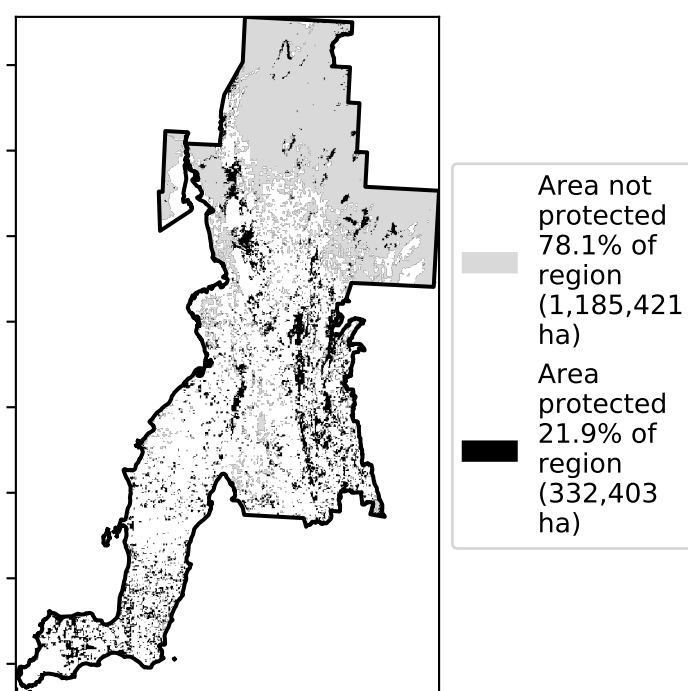 Area not
protected
78.1% of
region
(1,185,421
ha)
Area
protected
21.9% of
region
(332,403
ha)